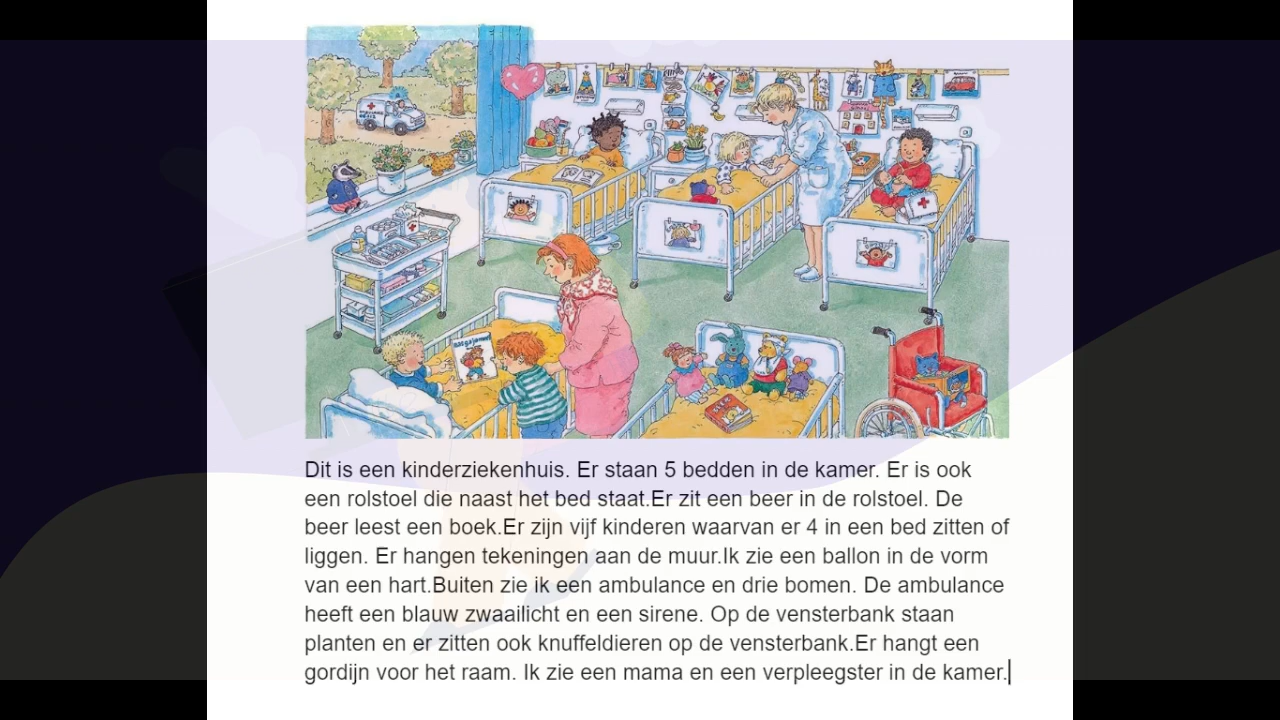 Dit is een kinderziekenhuis. Er staan 5 bedden in de kamer. Er is ook
een rolstoel die naast het bed staat.Er zit een beer in de rolstoel. De
beer leest een boek.Er zijn vijf kinderen waarvan er 4 in een bed zitten of
liggen. Er hangen tekeningen aan de muur.Ik zie een ballon in de vorm
van een hart.Buiten zie ik een ambulance en drie bomen. De ambulance
heeft een blauw zwaailicht en een sirene. Op de vensterbank staan
planten en er zitten ook knuffeldieren op de vensterbank.Er hangt een
gordijn voor het raam. Ik zie een mama en een verpleegster in de kamer.